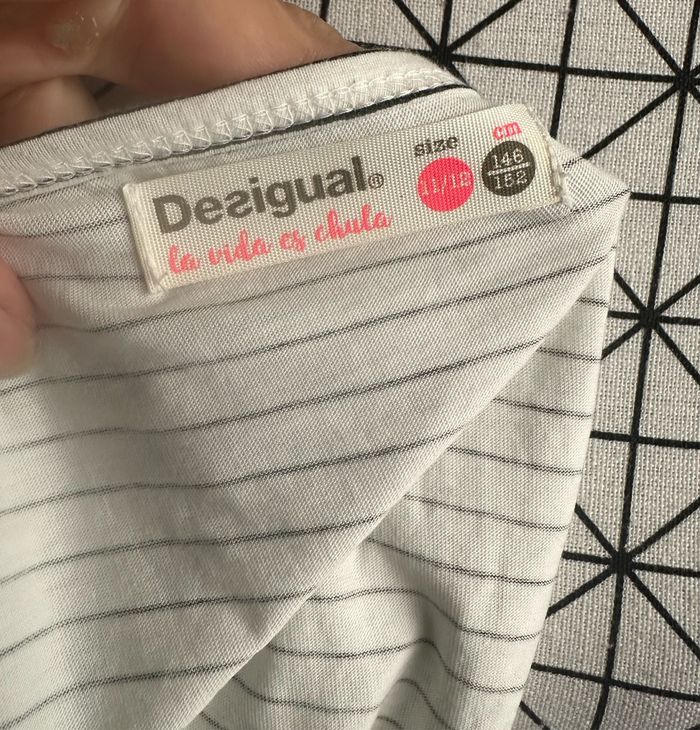 Desigual®
la vida es chula
size
11/12
cm
146
152